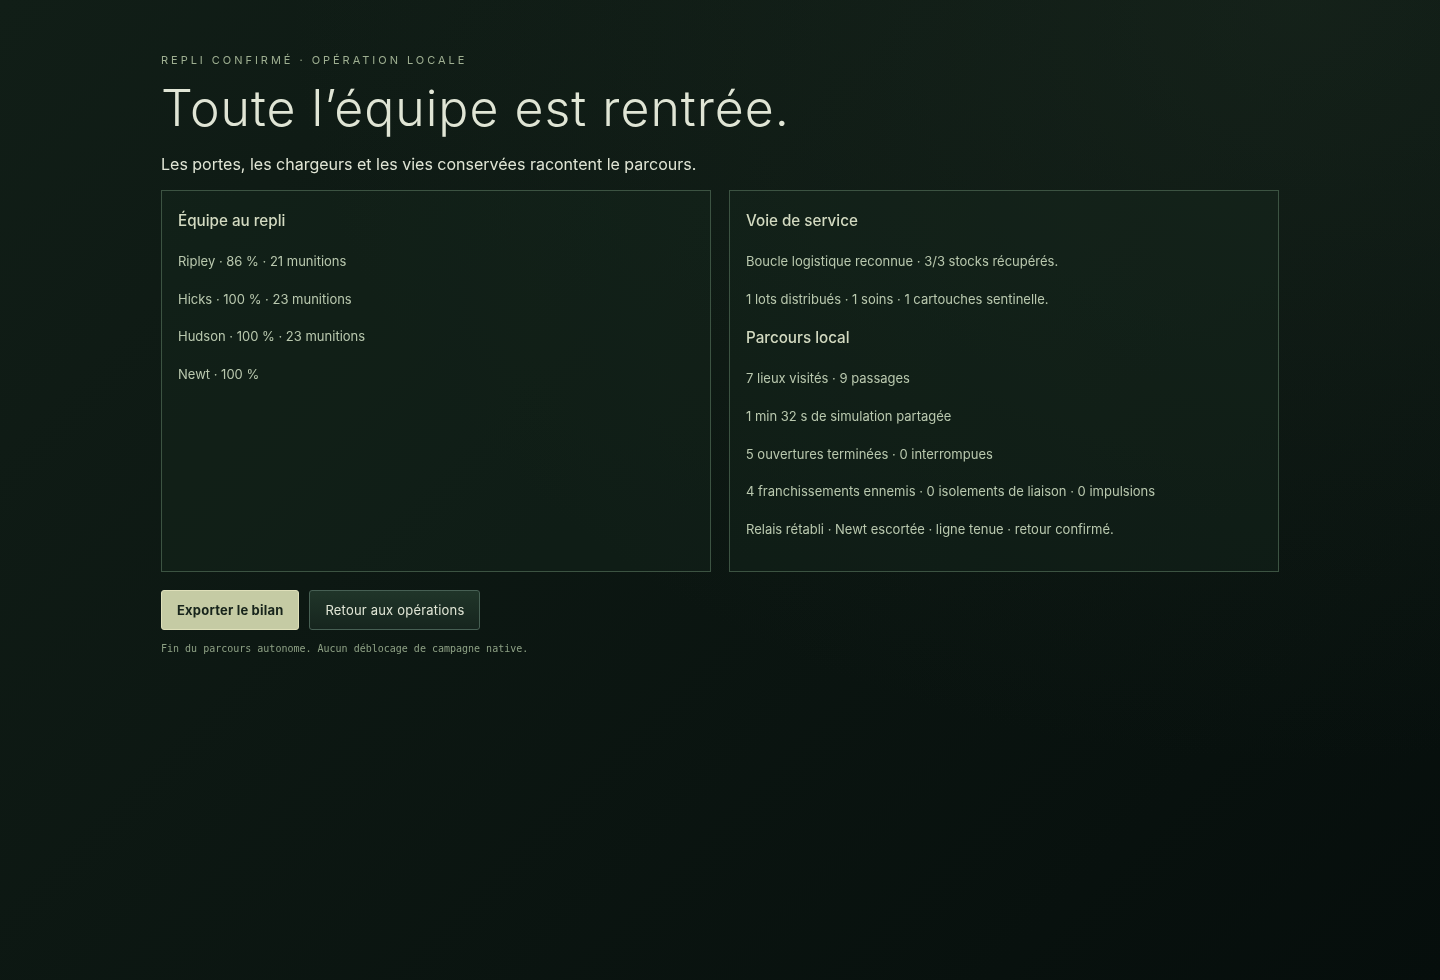 REPLI CONFIRMÉ · OPÉRATION LOCALE
Toute l’équipe est rentrée.
Les portes, les chargeurs et les vies conservées racontent le parcours.
Équipe au repli
Ripley · 86 % · 21 munitions
Hicks · 100 % · 23 munitions
Hudson · 100 % · 23 munitions
Newt · 100 %
Voie de service
Boucle logistique reconnue · 3/3 stocks récupérés.
1 lots distribués · 1 soins · 1 cartouches sentinelle.
Parcours local
7 lieux visités · 9 passages
1 min 32 s de simulation partagée
5 ouvertures terminées · 0 interrompues
4 franchissements ennemis · 0 isolements de liaison · 0 impulsions
Relais rétabli · Newt escortée · ligne tenue · retour confirmé.
Exporter le bilan
Retour aux opérations
Fin du parcours autonome. Aucun déblocage de campagne native.